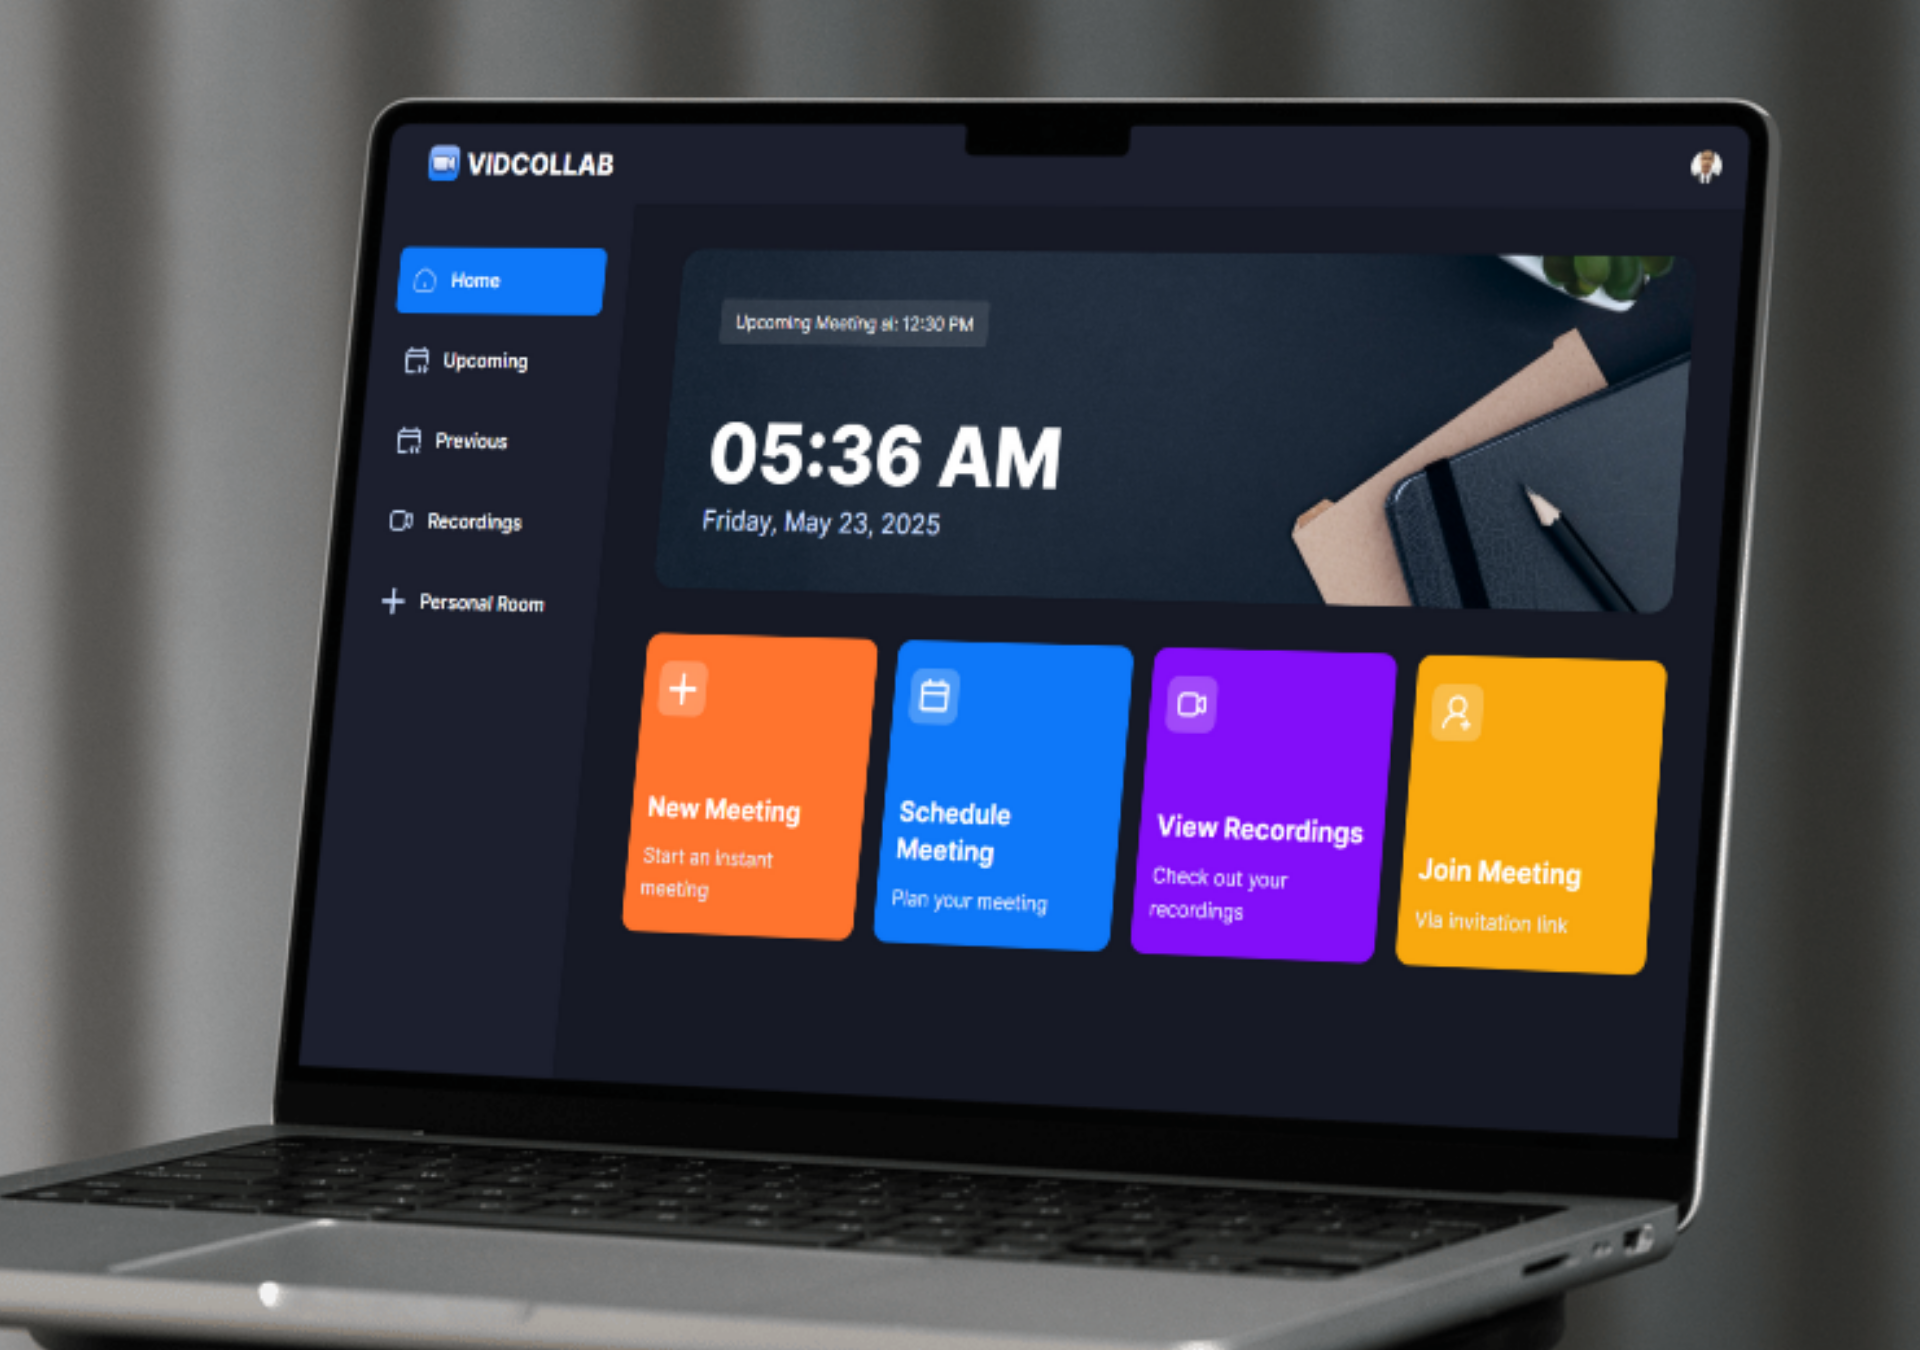 VIDCOLLAB
Home
Upcoming
Previous
Recordings
Personal Room
Upcoming Meeting at: 12:30 PM
05:36 AM
Friday, May 23, 2025
New Meeting
Start an instant
meeting
Schedule
Meeting
Plan your meeting
View Recordings
Check out your
recordings
Join Meeting
Via invitation link